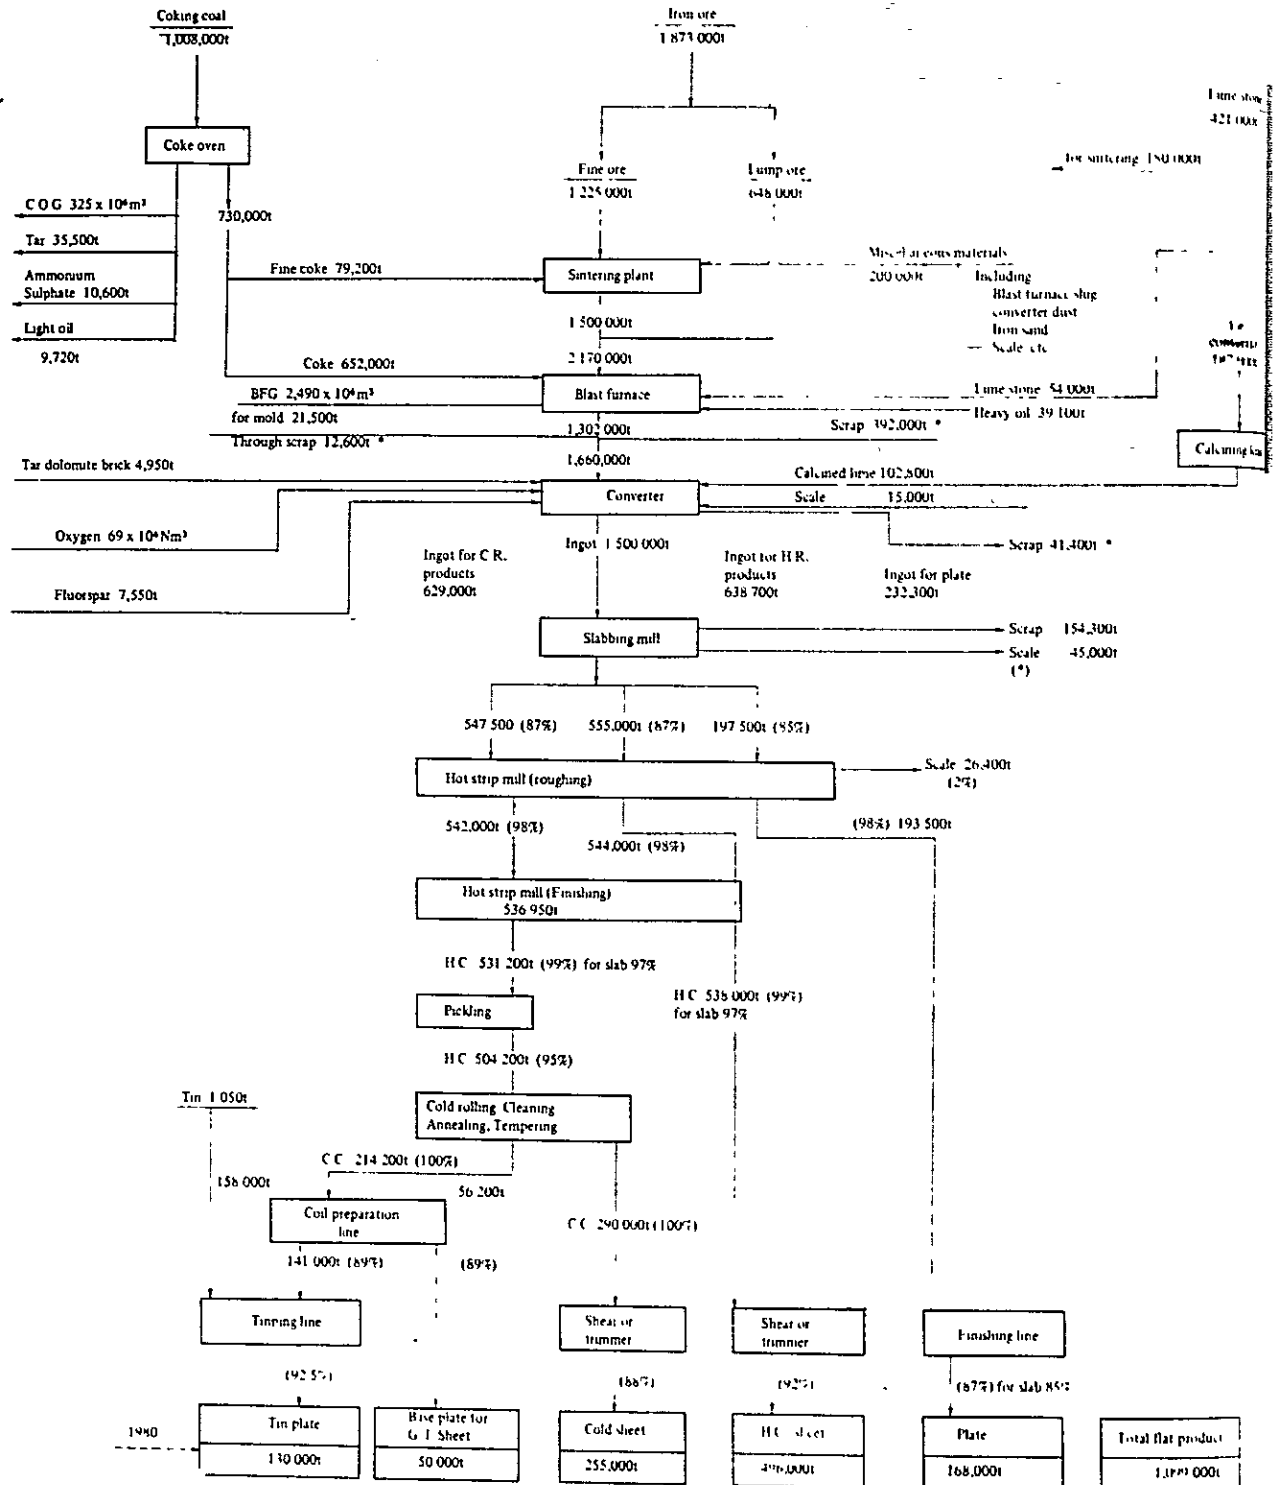 Coking coal
1,008,000t
Iron ore
1 873 000t
Lime stone
421 000t
Coke oven
for sintering 180,000t
Fine ore
1 225 000t
Lump ore
648,000t
C O G 325 x 10⁶m³
730,000t
Tar 35,500t
Ammonium
Sulphate 10,600t
Light oil
9,720t
Fine coke 79,200t
Sintering plant
Miscellaneous materials
200 000t
Including
Blast furnace slug
converter dust
Iron sand
Scale etc
1 500 000t
2 170 000t
Coke 652,000t
BFG 2,490 x 10⁶m³
Blast furnace
Lime stone 54 000t
Heavy oil 39 100t
for mold 21,500t
1,302 000t
Scrap 392,000t *
Through scrap 12,600t *
1,660,000t
Calcining
Tar dolomite brick 4,950t
Converter
Calcined lime 102,800t
Scale 15,000t
Oxygen 69 x 10⁶Nm³
Ingot 1 500 000t
Scrap 41,400t *
Ingot for C R.
products
629,000t
Ingot for H R.
products
638 700t
Ingot for plate
232,300t
Fluorspar 7,550t
Slabbing mill
Scrap 154,300t
Scale 45,000t
(*)
547 500 (87%)
555,000t (87%)
197 500t (85%)
Hot strip mill (roughing)
Scale 26,400t
(2%)
542,000t (98%)
544,000t (98%)
(98%) 193 500t
Hot strip mill (Finishing)
536 950t
H C 531 200t (99%) for slab 97%
H C 538 000t (99%)
for slab 97%
Pickling
H C 504 200t (95%)
Tin 1 050t
Cold rolling Cleaning
Annealing, Tempering
C C 214 200t (100%)
158 000t
56 200t
Coil preparation
line
C C 290 000t (100%)
141 000t (89%)
(89%)
Tinning line
Shear or
trimmer
Shear or
trimmer
Finishing line
(92 5%)
(88%)
(92%)
(87%) for slab 85%
1980
Tin plate
130 000t
Base plate for
G I Sheet
50 000t
Cold sheet
255,000t
H C sheet
496,000t
Plate
168,000t
Total flat product
1,099 000t